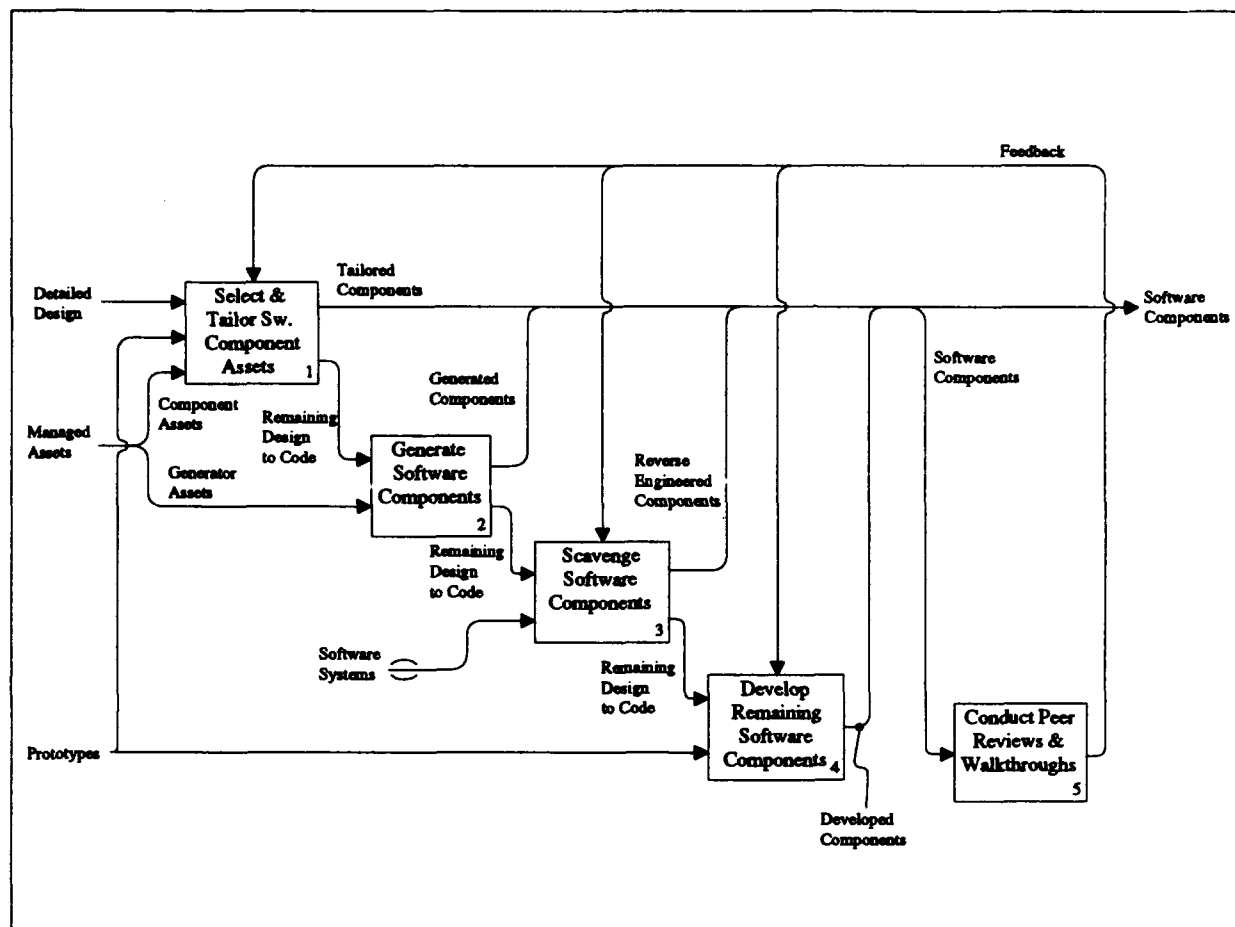 Feedback
Detailed
Design
Select &
Tailor Sw.
Component
Assets
1
Tailored
Components
Software
Components
Software
Components
Managed
Assets
Component
Assets
Generator
Assets
Remaining
Design
to Code
Generated
Components
Generate
Software
Components
2
Remaining
Design
to Code
Reverse
Engineered
Components
Scavenge
Software
Components
3
Software
Systems
Remaining
Design
to Code
Prototypes
Develop
Remaining
Software
Components
4
Developed
Components
Conduct Peer
Reviews &
Walkthroughs
5